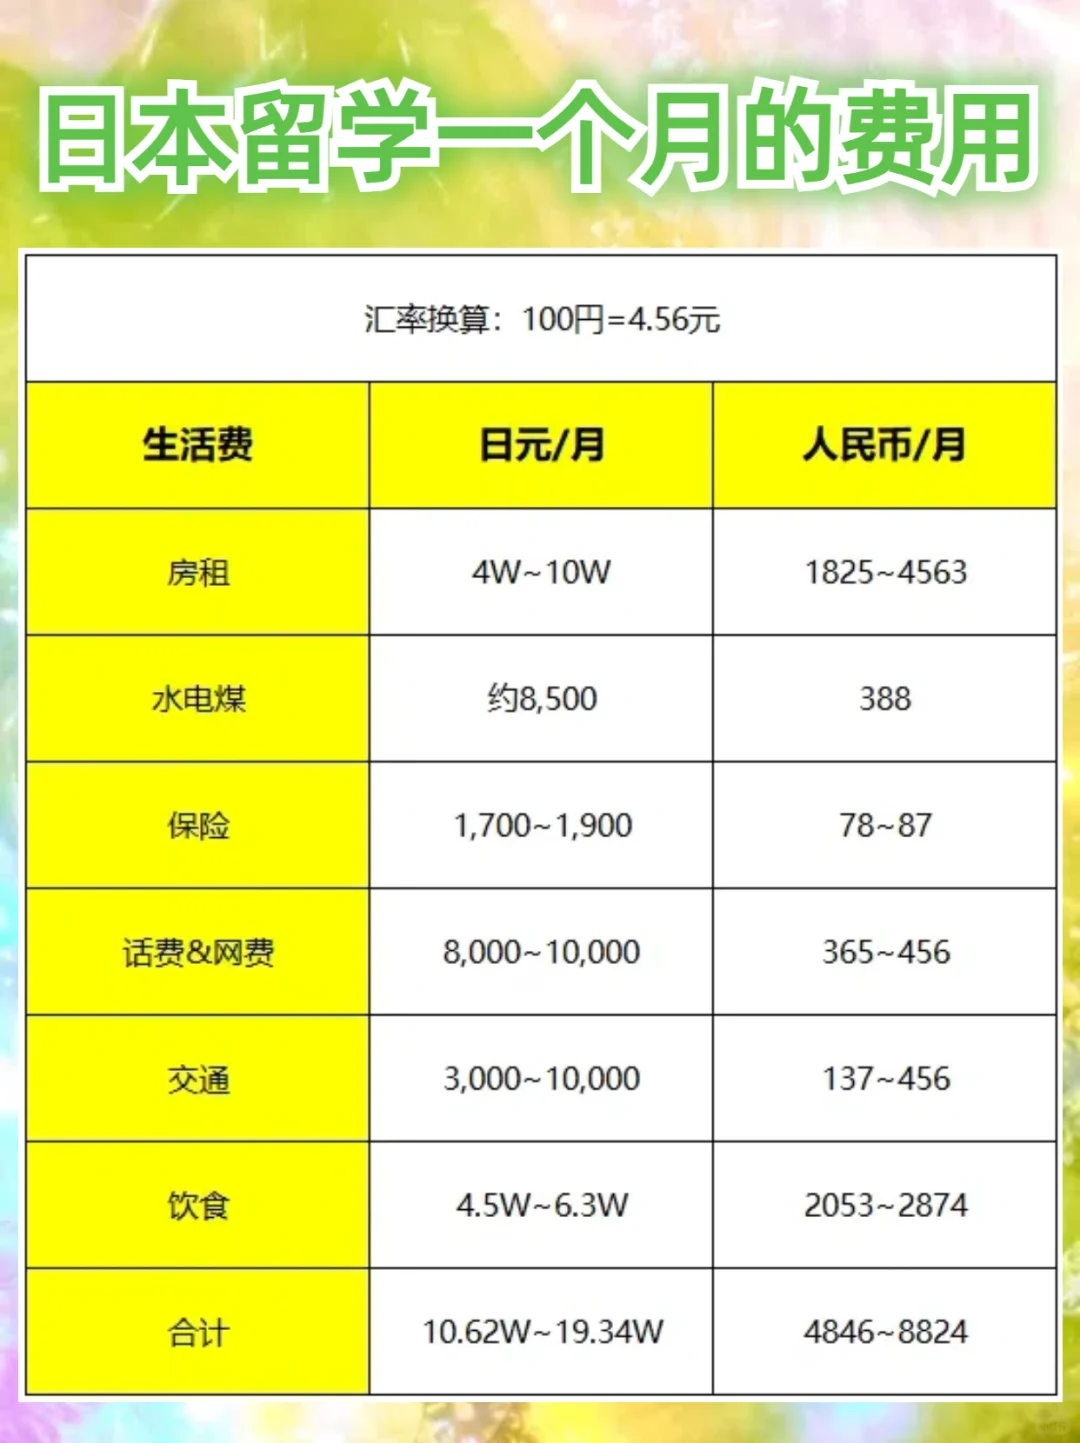 日本留学一个月的费用
汇率换算：100円=4.56元
生活费 日元/月 人民币/月
房租 4W~10W 1825~4563
水电煤 约8,500 388
保险 1,700~1,900 78~87
话费&网费 8,000~10,000 365~456
交通 3,000~10,000 137~456
饮食 4.5W~6.3W 2053~2874
合计 10.62W~19.34W 4846~8824